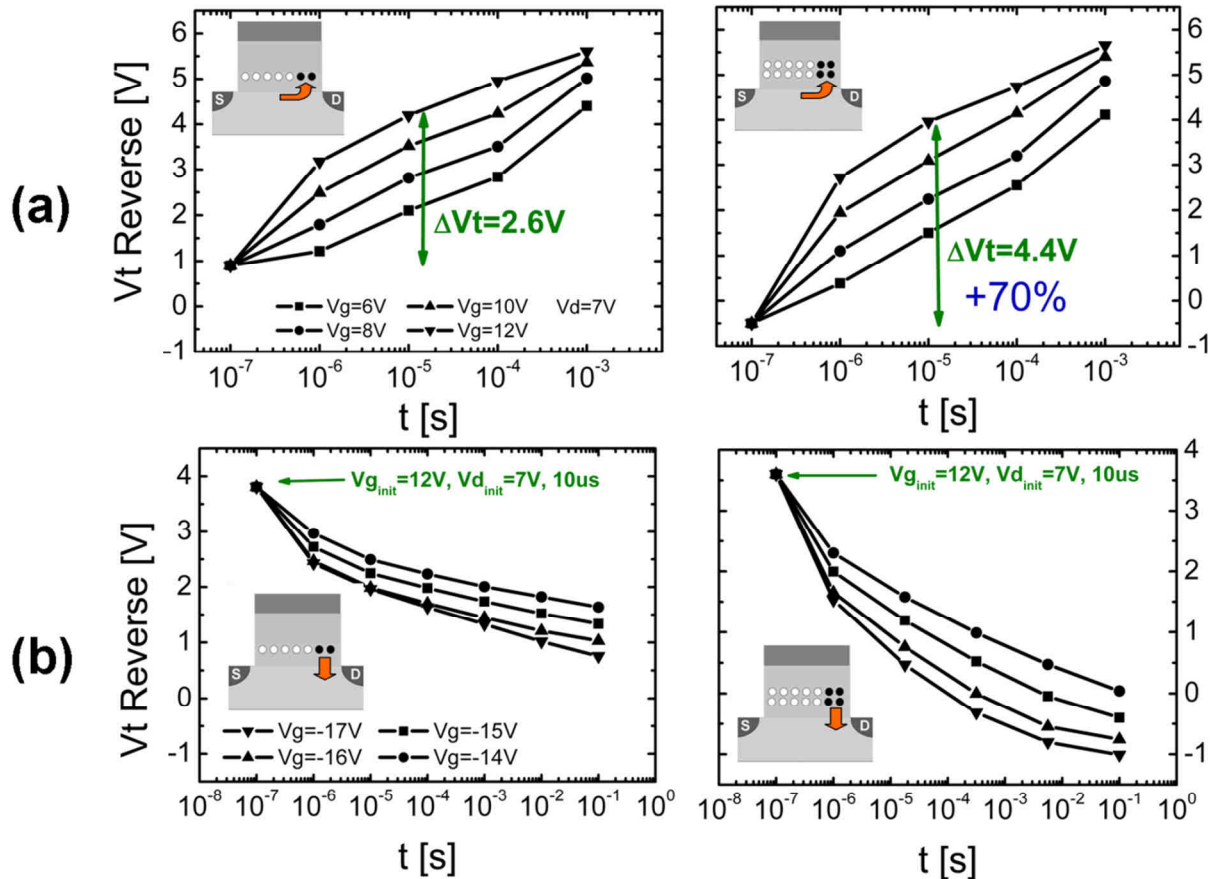 (a)
Vt Reverse [V]
6
5
4
3
2
1
0
-1
S
D
ΔVt=2.6V
Vg=6V
Vg=10V
Vd=7V
Vg=8V
Vg=12V
10⁻⁷
10⁻⁶
10⁻⁵
10⁻⁴
10⁻³
t [s]
S
D
ΔVt=4.4V
+70%
6
5
4
3
2
1
0
-1
10⁻⁷
10⁻⁶
10⁻⁵
10⁻⁴
10⁻³
t [s]
(b)
Vt Reverse [V]
4
3
2
1
0
-1
Vg_init=12V, Vd_init=7V, 10us
S
D
Vg=-17V
Vg=-15V
Vg=-16V
Vg=-14V
10⁻⁸
10⁻⁷
10⁻⁶
10⁻⁵
10⁻⁴
10⁻³
10⁻²
10⁻¹
10⁰
t [s]
Vg_init=12V, Vd_init=7V, 10us
S
D
4
3
2
1
0
-1
10⁻⁸
10⁻⁷
10⁻⁶
10⁻⁵
10⁻⁴
10⁻³
10⁻²
10⁻¹
10⁰
t [s]